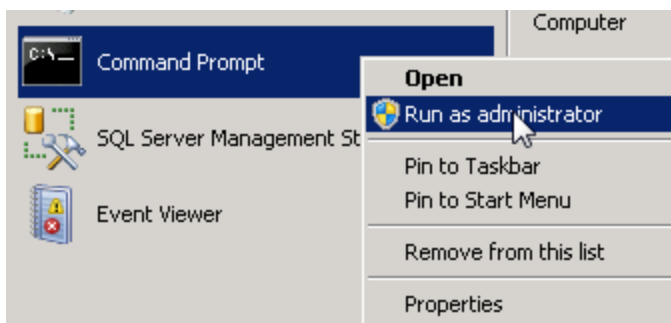 Computer
C:\
Command Prompt
Open
Run as administrator
SQL Server Management St
Pin to Taskbar
Pin to Start Menu
Event Viewer
Remove from this list
Properties